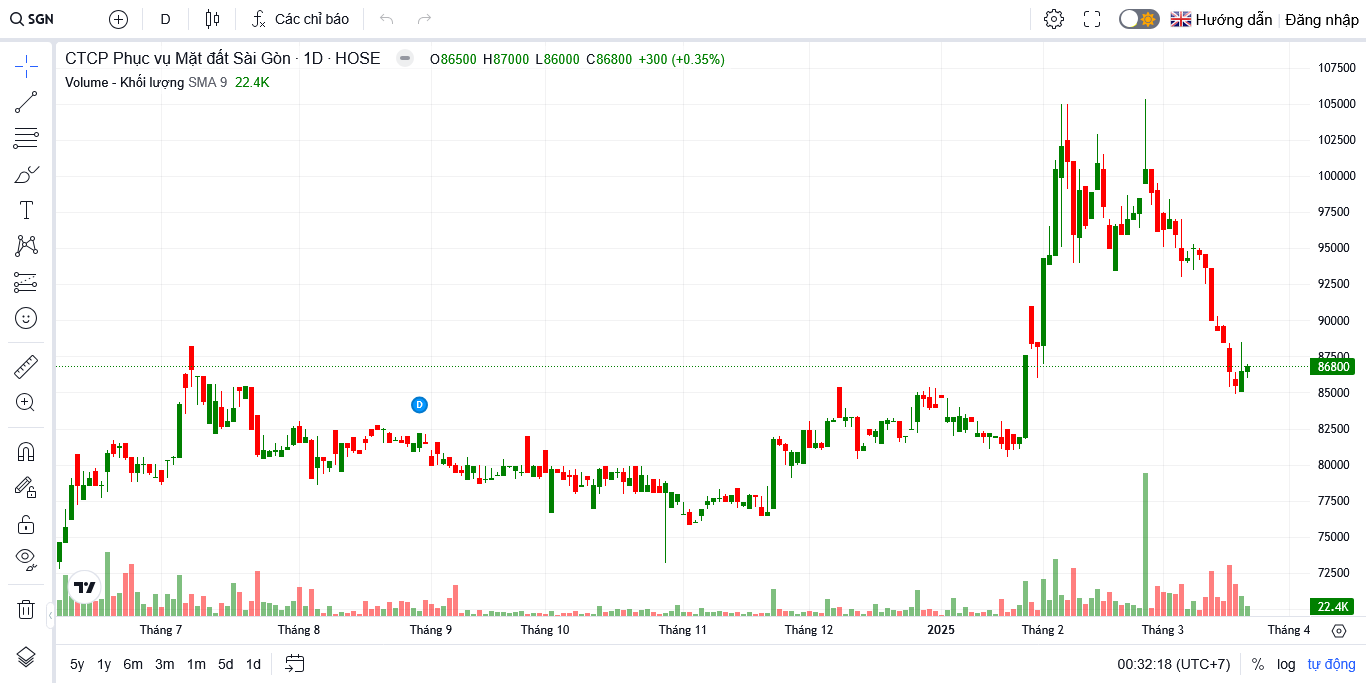 SGN D Các chỉ báo Hướng dẫn Đăng nhập
CTCP Phục vụ Mặt đất Sài Gòn · 1D · HOSE O86500 H87000 L86000 C86800 +300 (+0.35%)
Volume - Khối lượng SMA 9 22.4K
107500
105000
102500
100000
97500
95000
92500
90000
87500
86800
85000
82500
80000
77500
75000
72500
22.4K
D
Tháng 7 Tháng 8 Tháng 9 Tháng 10 Tháng 11 Tháng 12 2025 Tháng 2 Tháng 3 Tháng 4
5y 1y 6m 3m 1m 5d 1d 00:32:18 (UTC+7) % log tự động